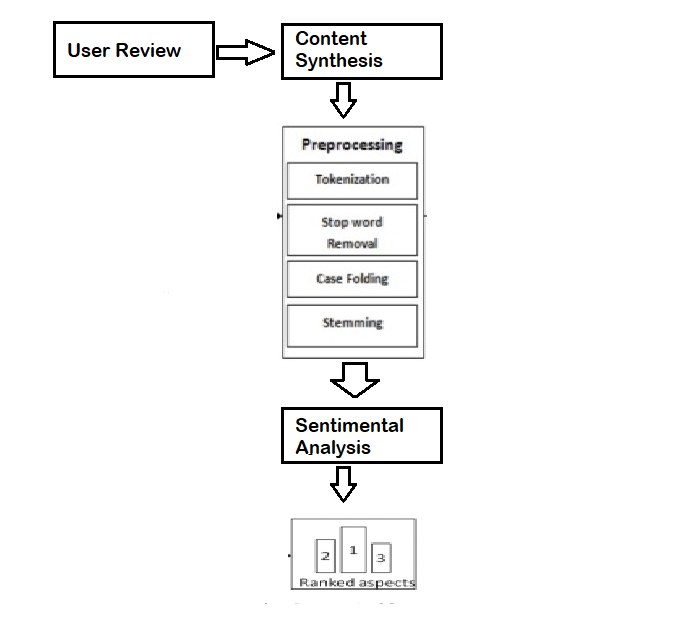 User Review
Content
Synthesis
Preprocessing
Tokenization
Stop word
Removal
Case Folding
Stemming
Sentimental
Analysis
2 1 3
Ranked aspects